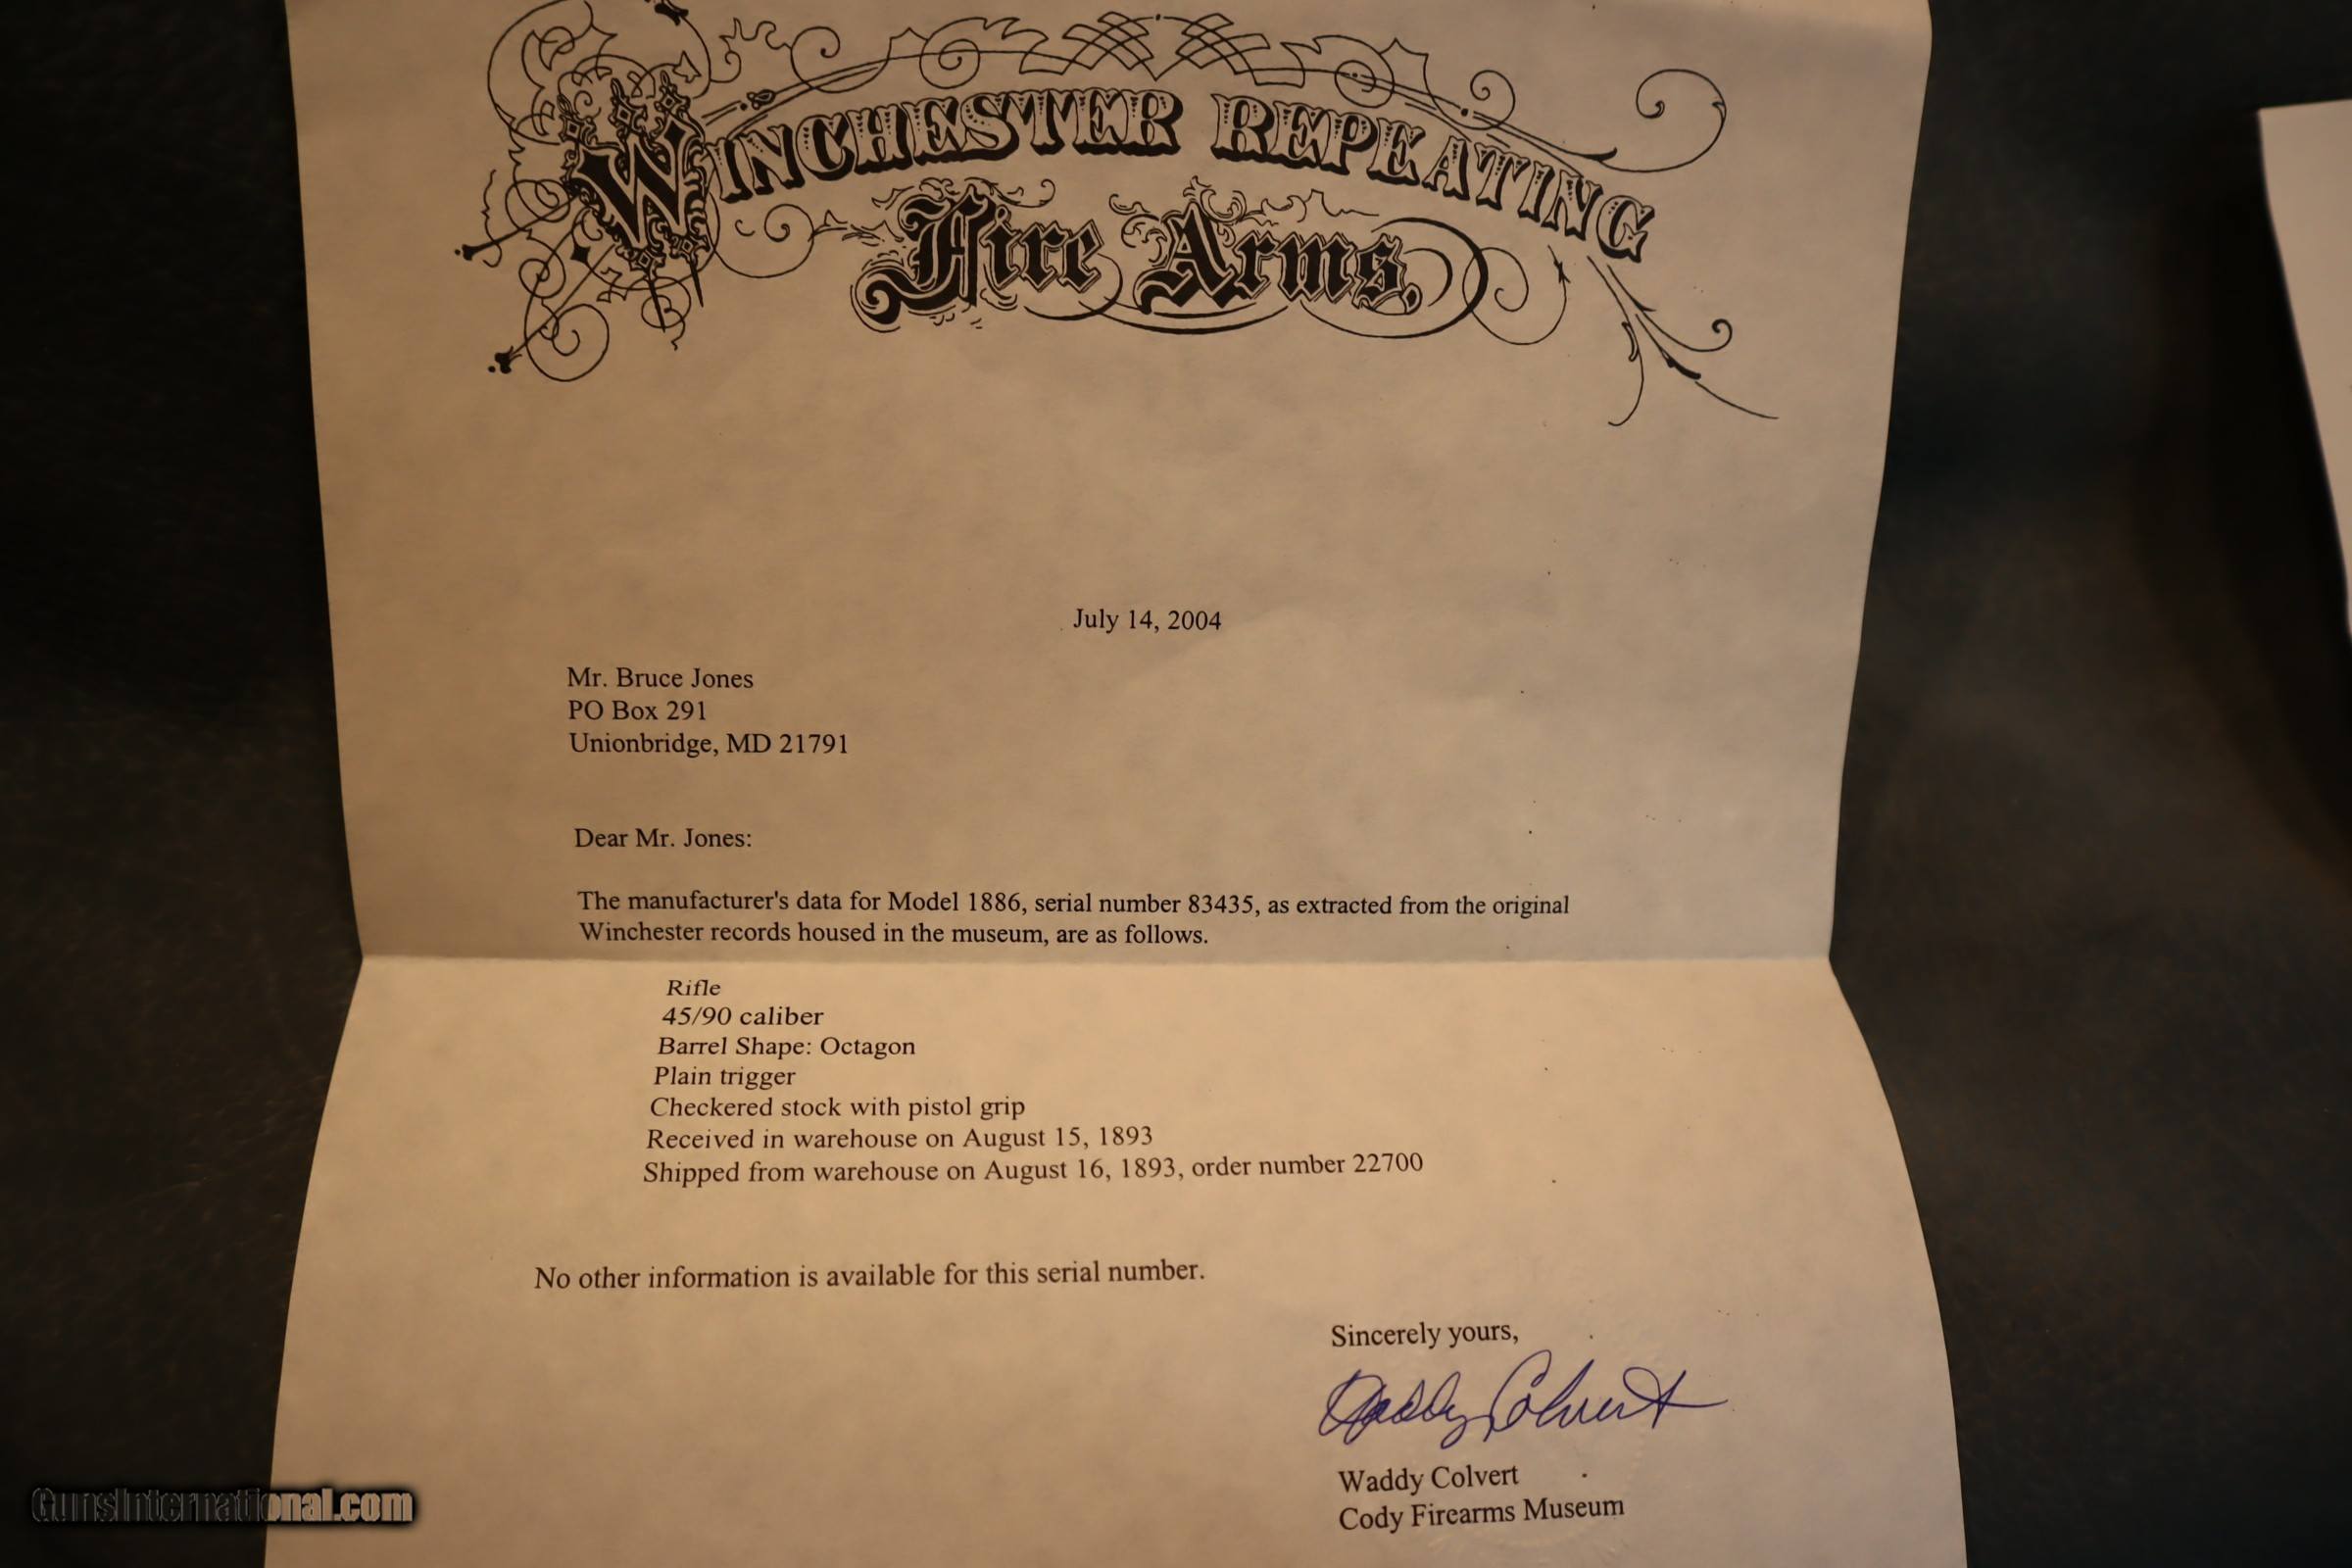 WINCHESTER REPEATING
Fire Arms,
July 14, 2004
Mr. Bruce Jones
PO Box 291
Unionbridge, MD 21791
Dear Mr. Jones:
The manufacturer's data for Model 1886, serial number 83435, as extracted from the original
Winchester records housed in the museum, are as follows.
Rifle
45/90 caliber
Barrel Shape: Octagon
Plain trigger
Checkered stock with pistol grip
Received in warehouse on August 15, 1893
Shipped from warehouse on August 16, 1893, order number 22700
No other information is available for this serial number.
Sincerely yours,
Waddy Colvert
Waddy Colvert
Cody Firearms Museum
GunsInternational.com